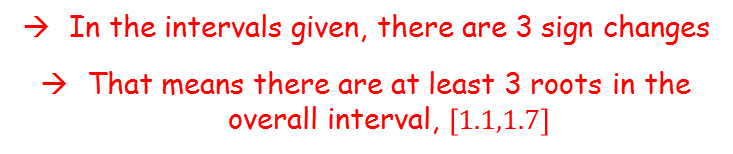 → In the intervals given, there are 3 sign changes
→ That means there are at least 3 roots in the
overall interval, [1.1,1.7]